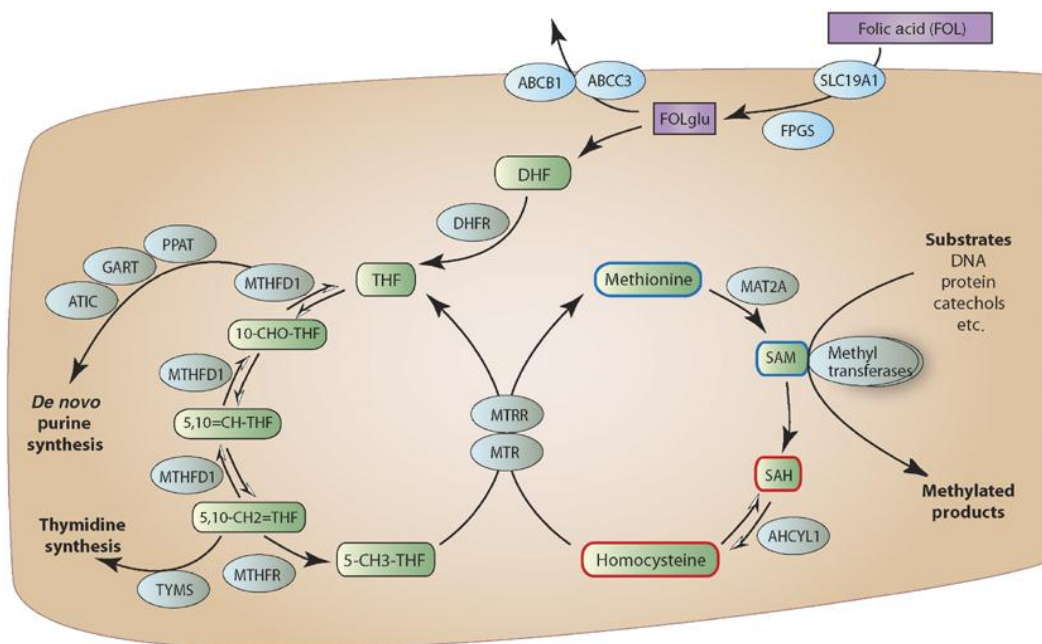 Folic acid (FOL)
ABCB1
ABCC3
SLC19A1
FOLglu
FPGS
DHF
DHFR
PPAT
GART
ATIC
MTHFD1
THF
Methionine
MAT2A
Substrates
DNA
protein
catechols
etc.
10-CHO-THF
SAM
Methyl
transferases
MTHFD1
De novo
purine
synthesis
5,10=CH-THF
MTRR
MTR
MTHFD1
SAH
Methylated
products
5,10-CH2=THF
Thymidine
synthesis
AHCYL1
TYMS
MTHFR
5-CH3-THF
Homocysteine